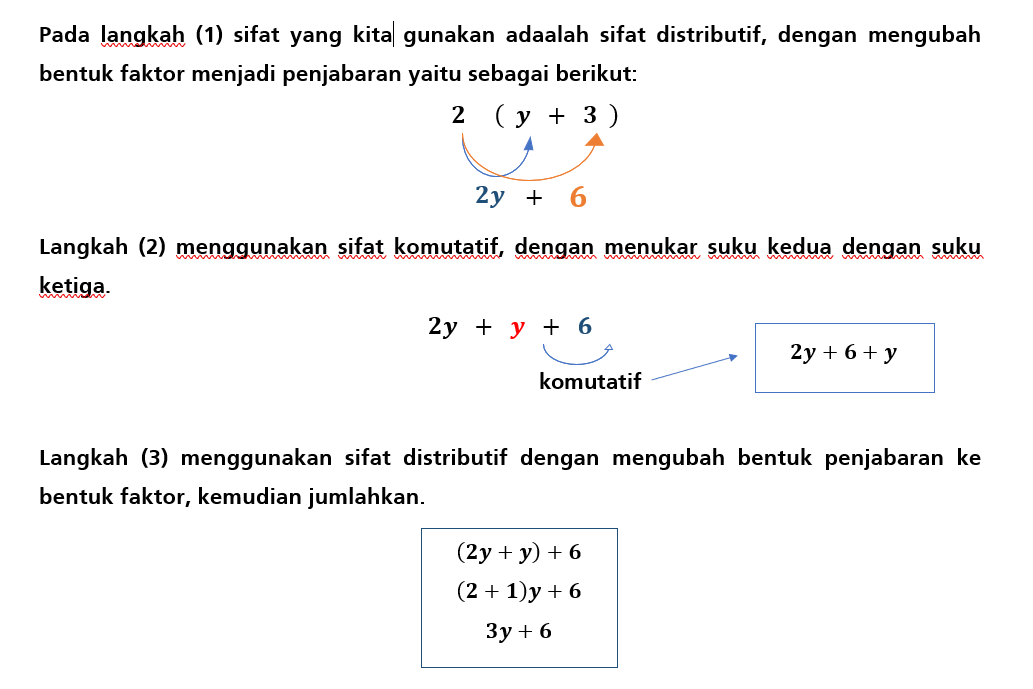 Pada langkah (1) sifat yang kita gunakan adaalah sifat distributif, dengan mengubah
bentuk faktor menjadi penjabaran yaitu sebagai berikut:
2 ( y + 3 )
2y + 6
Langkah (2) menggunakan sifat komutatif, dengan menukar suku kedua dengan suku
ketiga.
2y + y + 6
2y + 6 + y
komutatif
Langkah (3) menggunakan sifat distributif dengan mengubah bentuk penjabaran ke
bentuk faktor, kemudian jumlahkan.
(2y + y) + 6
(2 + 1)y + 6
3y + 6